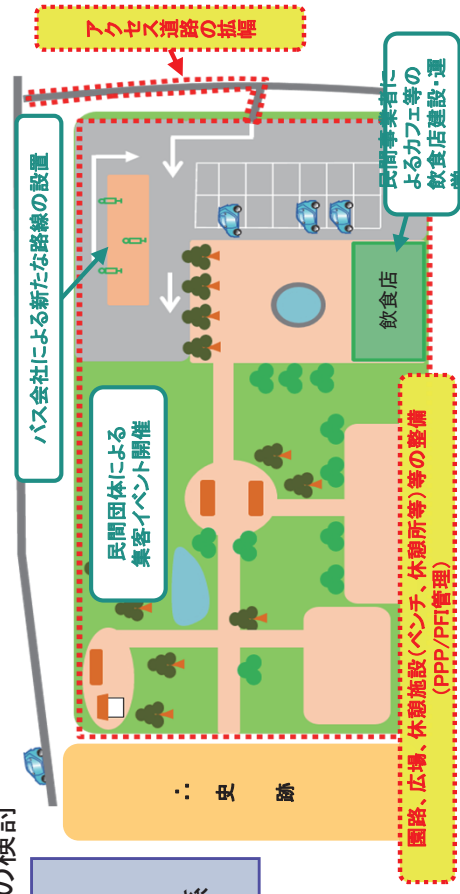 の検討
アクセス道路の拡幅
バス会社による新たな路線の設置
民間事業者に
よるカフェ等の
飲食店建設・運
飲食店
民間団体による
集客イベント開催
園路、広場、休憩施設(ベンチ、休憩所等)等の整備
(PPP/PFI管理)
∴史跡